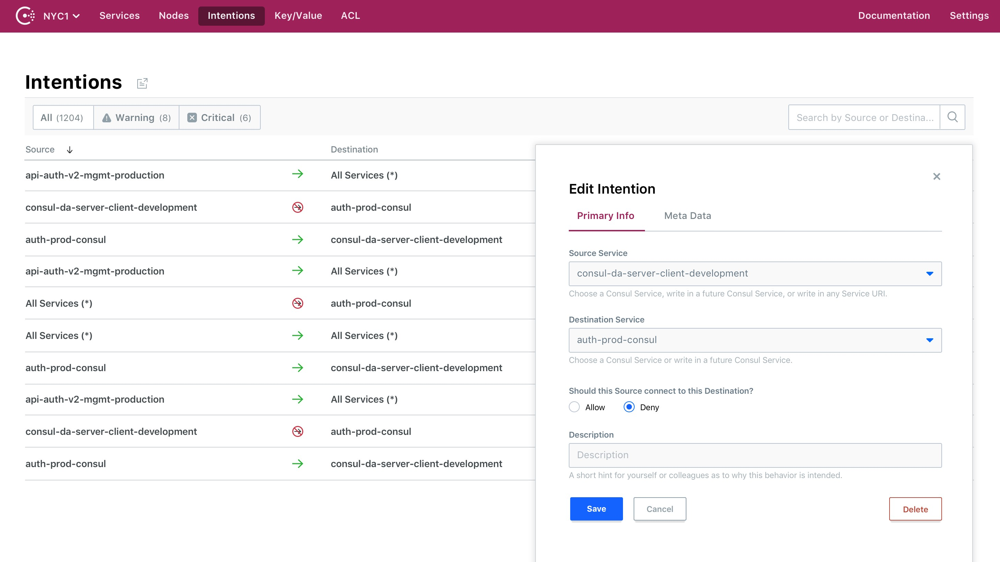 NYC1 Services Nodes Intentions Key/Value ACL Documentation Settings
Intentions
All (1204) Warning (8) Critical (6) Search by Source or Destina...
Source Destination
api-auth-v2-mgmt-production All Services (*)
consul-da-server-client-development auth-prod-consul
auth-prod-consul consul-da-server-client-development
api-auth-v2-mgmt-production All Services (*)
All Services (*) auth-prod-consul
All Services (*) All Services (*)
auth-prod-consul consul-da-server-client-development
api-auth-v2-mgmt-production All Services (*)
consul-da-server-client-development auth-prod-consul
auth-prod-consul consul-da-server-client-development
Edit Intention
Primary Info Meta Data
Source Service
consul-da-server-client-development
Choose a Consul Service, write in a future Consul Service, or write in any Service URI.
Destination Service
auth-prod-consul
Choose a Consul Service or write in a future Consul Service.
Should this Source connect to this Destination?
Allow Deny
Description
Description
A short hint for yourself or colleagues as to why this behavior is intended.
Save Cancel Delete